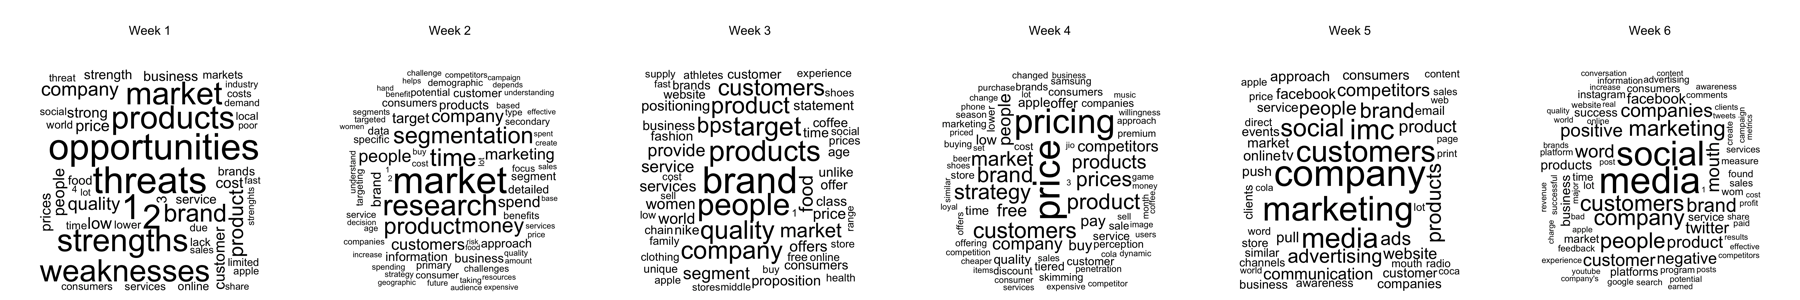 Week 1
threat strength business markets
company market industry
costs
demand
social strong products local
world price poor
opportunities
threats brands
food cost fast
4 lot
people quality 1 2 3 service brand product strengths
prices time low lower due
strengths lack
sales customer
weaknesses limited
apple
consumers services online share
Week 2
challenge competitors campaign
helps demographic depends
hand benefit potential customer understanding
consumers products based
segments target company type effective
targeted secondary
women data segmentation spent
specific create
people buy time lot marketing
cost focus sales
understand targeting brand 1 2 market segment
detailed
research spend base
service product money benefits
decision services
age price
companies customers risk food approach
increase information business quality
amount
spending primary challenges
strategy consumer taking resources
geographic future audience expensive
Week 3
supply athletes customer experience
fast brands customers shoes
website
positioning product statement
business bps target coffee
fashion time social
prices
provide products age
service unlike
cost
services brand food offer
sell
women people 1 class
low world price range
chain nike quality market
family
clothing company offers store
free online
unique segment buy consumers
apple proposition health
stores middle
Week 4
changed business
samsung
purchase brands consumers
change lot music
phone apple offer companies
season lower people willingness
marketing pricing approach
priced low premium
buying set cost jio competitors
beer market products
store brand price
similar strategy 3 prices game
money
loyal time free product month coffee
offers customers pay sell
sale image
service users
offering company buy perception
competition cola dynamic
cheaper quality sales customer
items discount tiered penetration
consumer skimming
services expensive competitor
Week 5
apple approach consumers content
price facebook competitors sales
web
service people brand email
direct social imc product
events
market customers page
online tv print
push company
cola
clients marketing lot products
word pull media ads
store
similar advertising website
channels mouth radio
world communication customer coca
business awareness companies
Week 6
conversation content
information advertising
increase consumers awareness
instagram facebook comments
quality website real companies clients
success tweets
world online positive marketing create campaign metrics
brands word social mouth services
platform
products post measure
time media 1 found
revenue successful business issues major sales
customers brand wom cost
profit
bad company service share
charge apple twitter paid
market people product results
feedback effective
experience customer negative competitors
youtube platforms program posts
company's potential
google search earned